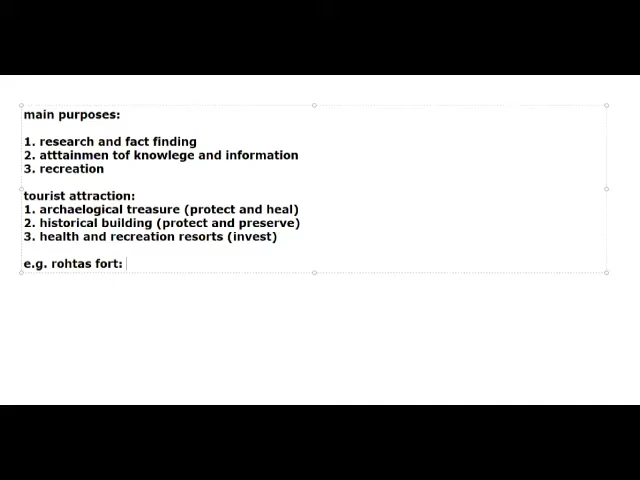 main purposes:
1. research and fact finding
2. atttainmen tof knowlege and information
3. recreation
tourist attraction:
1. archaelogical treasure (protect and heal)
2. historical building (protect and preserve)
3. health and recreation resorts (invest)
e.g. rohtas fort: